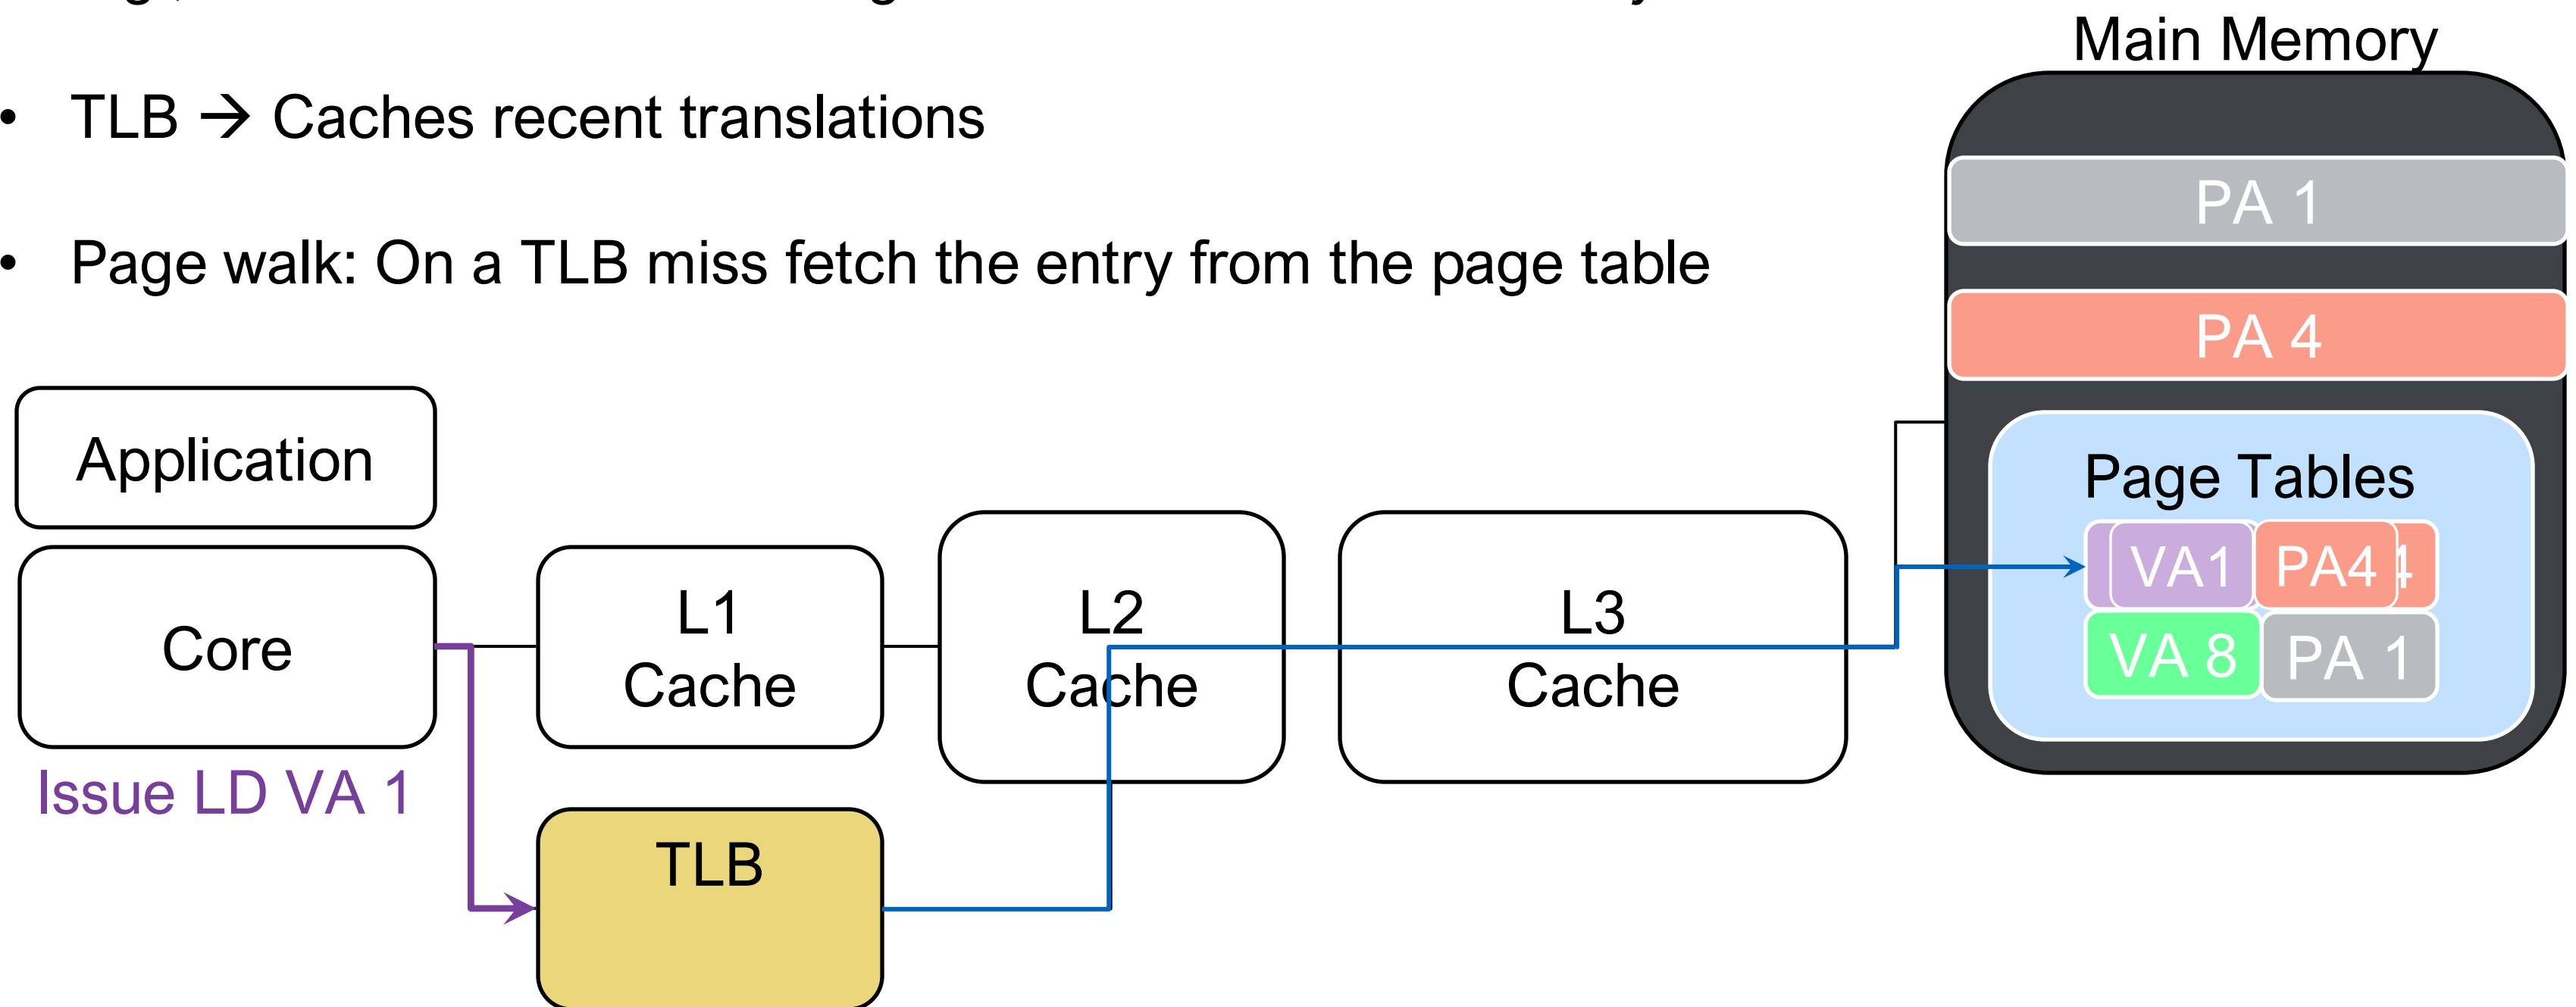 • TLB → Caches recent translations
• Page walk: On a TLB miss fetch the entry from the page table
Main Memory
PA 1
PA 4
Page Tables
VA1 PA4 4
VA 8 PA 1
Application
Core
L1
Cache
L2
Cache
L3
Cache
Issue LD VA 1
TLB